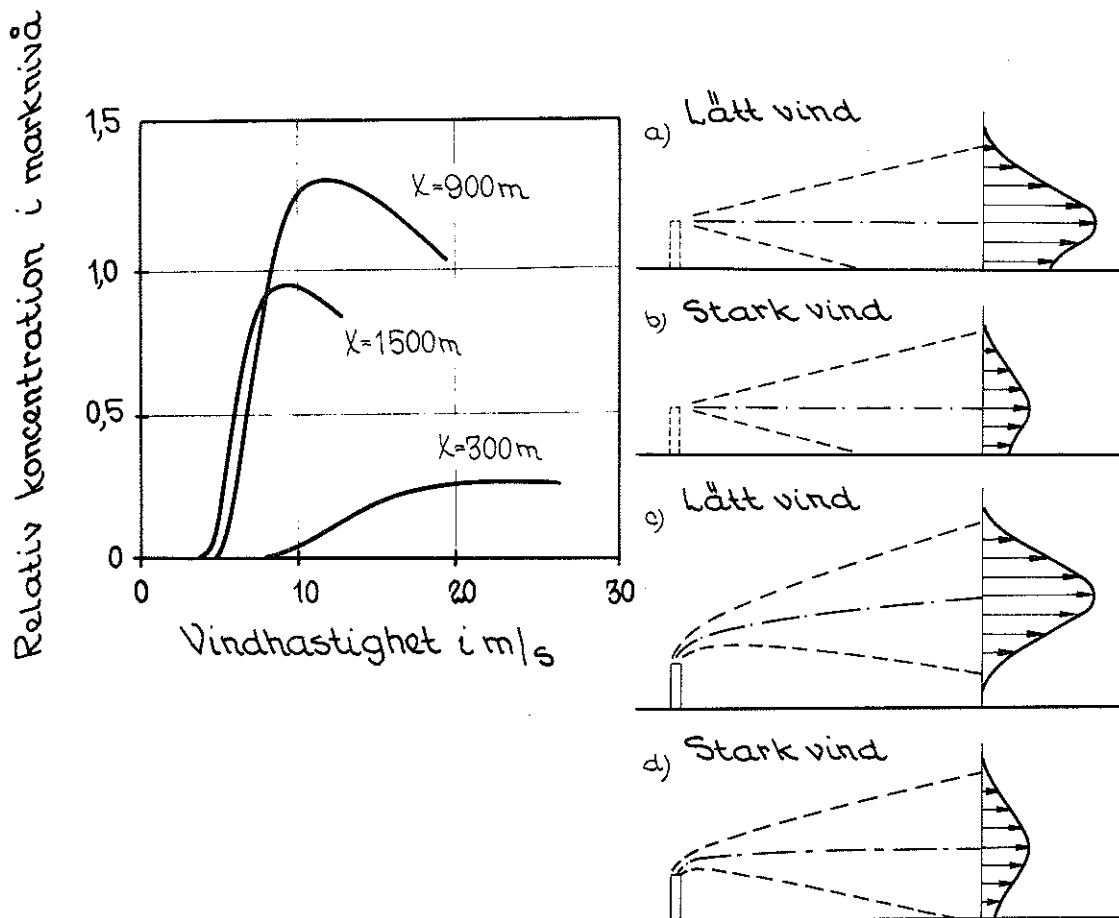 Relativ koncentration i marknivå
1,5
1,0
0,5
0
0
10
20
30
X=900m
X=1500m
X=300m
Vindhastighet i m/s
a) Lätt vind
b) Stark vind
c) Lätt vind
d) Stark vind